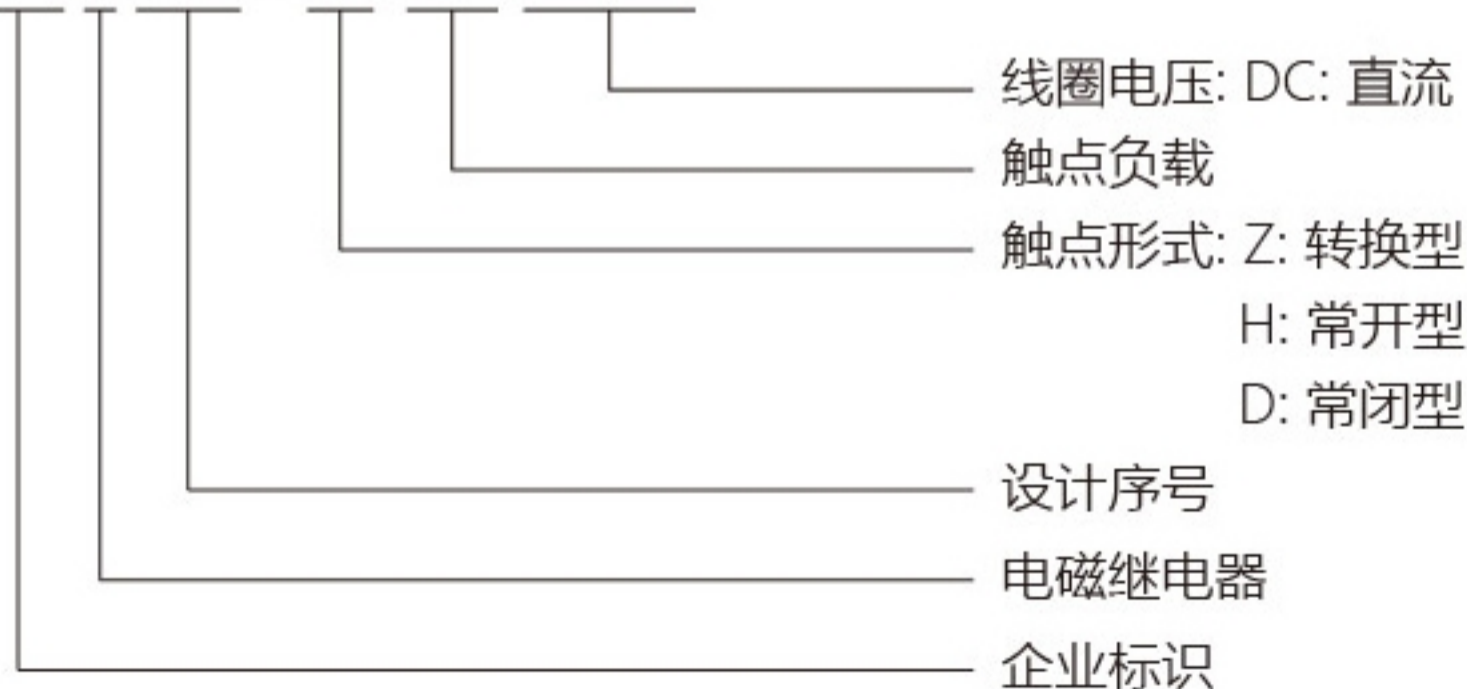 线圈电压: DC: 直流
触点负载
触点形式: Z: 转换型
H: 常开型
D: 常闭型
设计序号
电磁继电器
企业标识